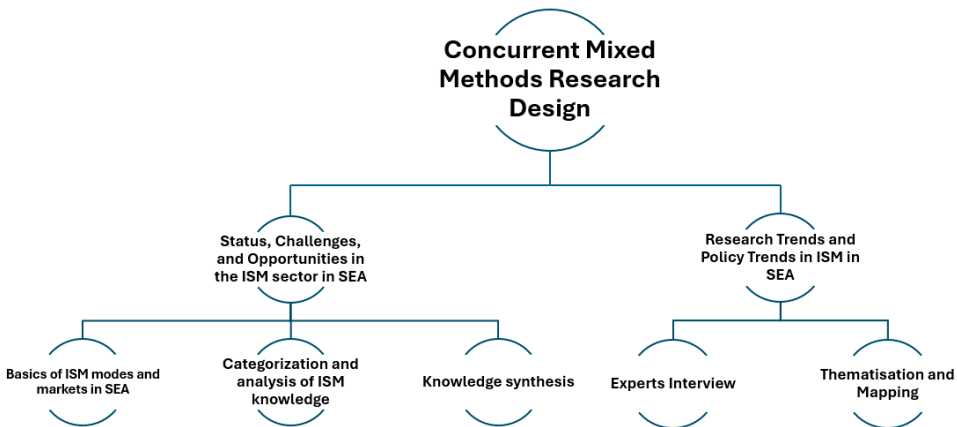 Concurrent Mixed
Methods Research
Design
Status, Challenges,
and Opportunities in
the ISM sector in SEA
Research Trends and
Policy Trends in ISM in
SEA
Basics of ISM modes and
markets in SEA
Categorization and
analysis of ISM
knowledge
Knowledge synthesis
Experts Interview
Thematisation and
Mapping